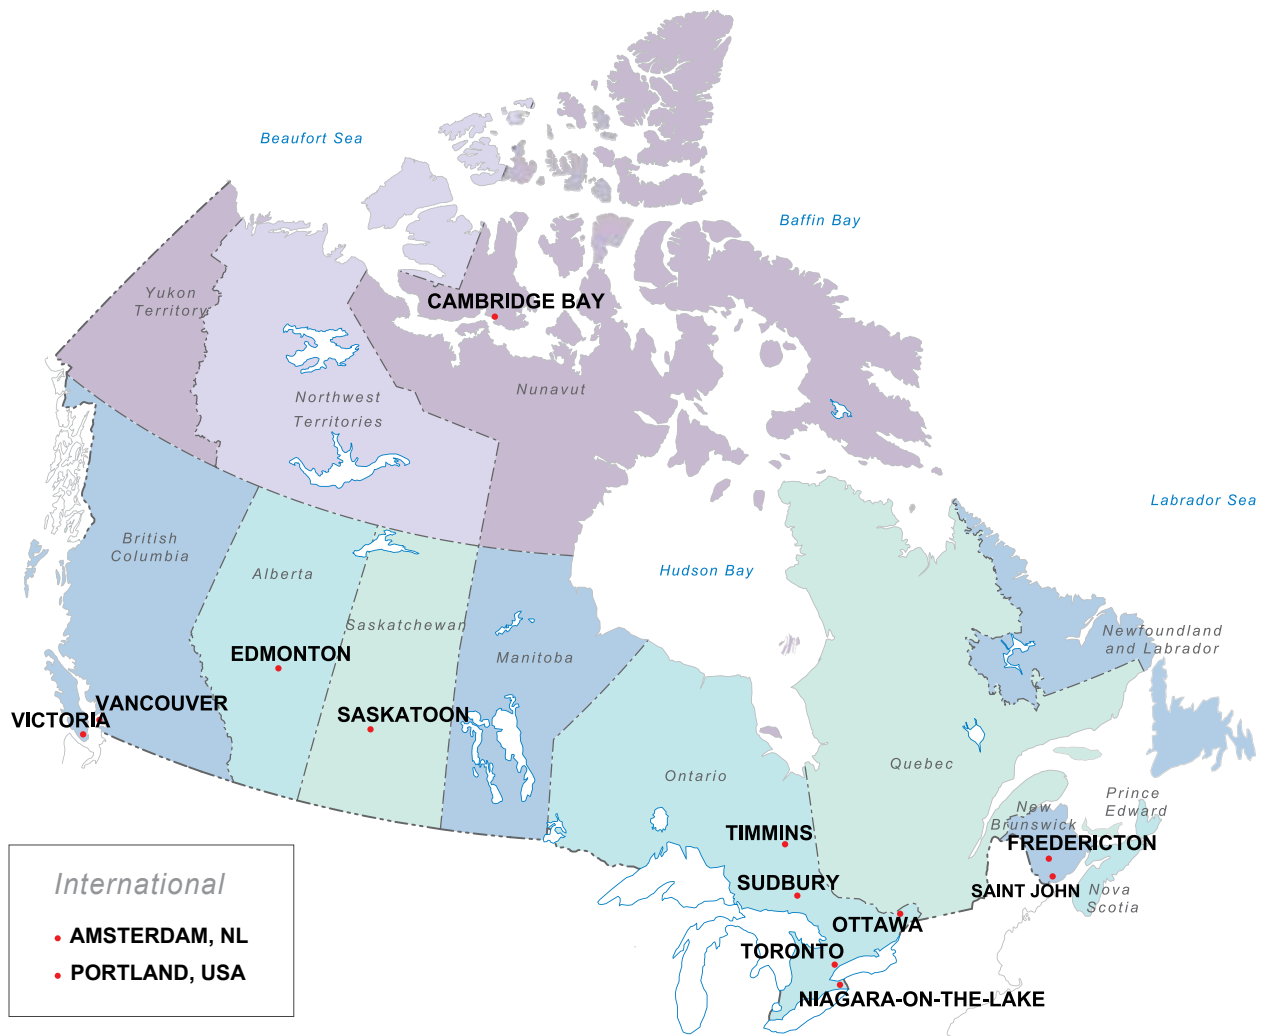 Beaufort Sea
Baffin Bay
Yukon
Territory
CAMBRIDGE BAY
Nunavut
Northwest
Territories
Labrador Sea
British
Columbia
Alberta
Hudson Bay
Saskatchewan
Newfoundland
and Labrador
EDMONTON
Manitoba
VANCOUVER
VICTORIA
SASKATOON
Ontario
Quebec
Prince
Edward
New
Brunswick
TIMMINS
FREDERICTON
SUDBURY
SAINT JOHN
Nova
Scotia
OTTAWA
TORONTO
NIAGARA-ON-THE-LAKE
International
AMSTERDAM, NL
PORTLAND, USA